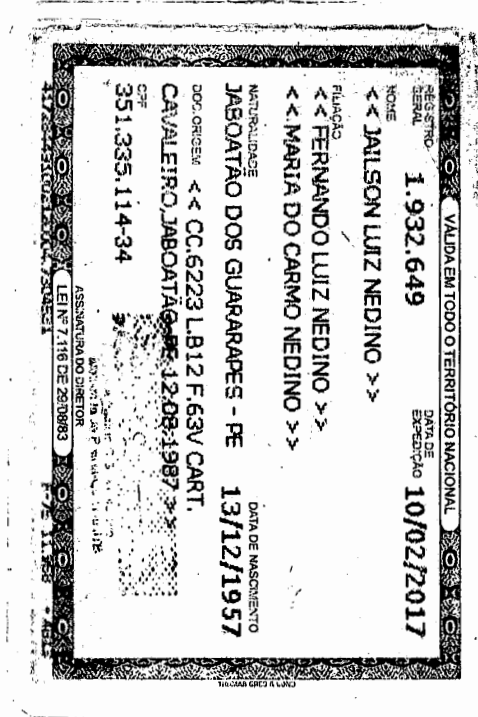 VÁLIDA EM TODO O TERRITÓRIO NACIONAL
REGISTRO GERAL 1.932.649 DATA DE EXPEDIÇÃO 10/02/2017
NOME
<< JAILSON LUIZ NEDINO >>
FILIAÇÃO
<< FERNANDO LUIZ NEDINO >>
<< MARIA DO CARMO NEDINO >>
NATURALIDADE DATA DE NASCIMENTO
JABOATÃO DOS GUARARAPES - PE 13/12/1957
DOC. ORIGEM << CC.6223 L.B12 F.63V CART.
CAVALEIRO, JABOATÃO-PE 12.08.1987 >>
CPF
351.335.114-34
ASSINATURA DO DIRETOR
LEI Nº 7.116 DE 29/08/83